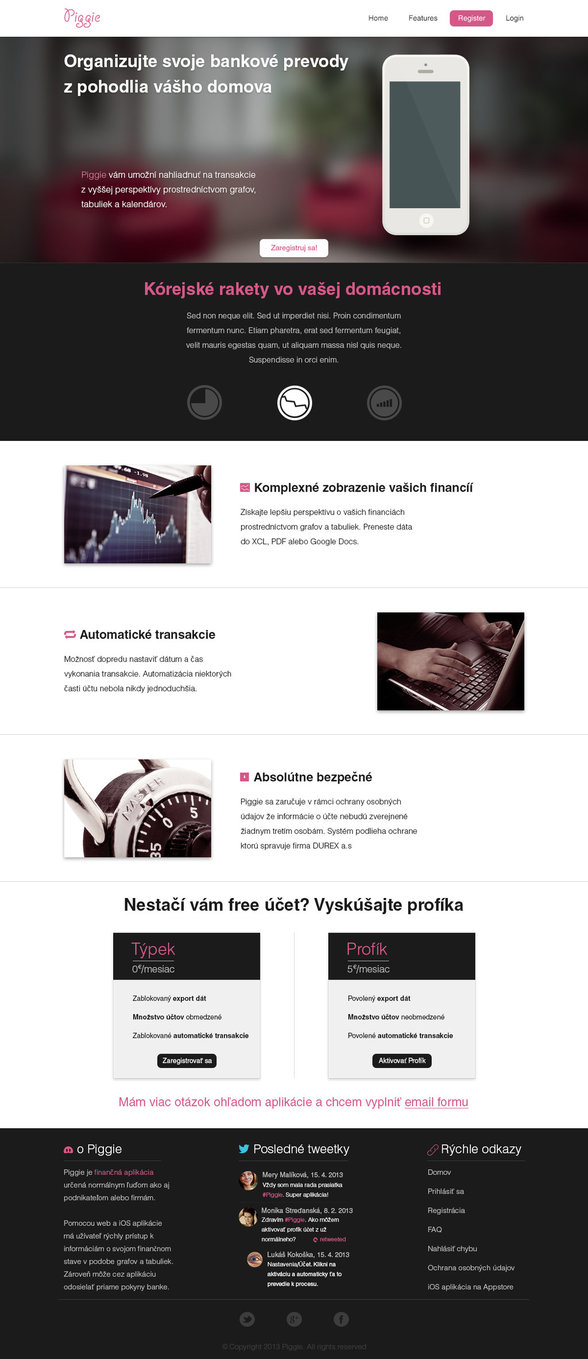 Piggie
Home Features Register Login
Organizujte svoje bankové prevody
z pohodlia vášho domova
Piggie vám umožní nahliadnuť na transakcie
z vyššej perspektívy prostredníctvom grafov,
tabuliek a kalendárov.
Zaregistruj sa!
Kórejské rakety vo vašej domácnosti
Sed non neque elit. Sed ut imperdiet nisi. Proin condimentum
fermentum nunc. Etiam pharetra, erat sed fermentum feugiat,
velit mauris egestas quam, ut aliquam massa nisl quis neque.
Suspendisse in orci enim.
Komplexné zobrazenie vašich financíí
Získajte lepšiu perspektívu o vašich financiách
prostredníctvom grafov a tabuliek. Preneste dáta
do XCL, PDF alebo Google Docs.
Automatické transakcie
Možnosť dopredu nastaviť dátum a čas
vykonania transakcie. Automatizácia niektorých
častí účtu nebola nikdy jednoduchšia.
MASTER
Absolútne bezpečné
Piggie sa zaručuje v rámci ochrany osobných
údajov že informácie o účte nebudú zverejnené
žiadnym tretím osobám. Systém podlieha ochrane
ktorú spravuje firma DUREX a.s
Nestačí vám free účet? Vyskúšajte profíka
Týpek
0€/mesiac
Zablokovaný export dát
Množstvo účtov obmedzené
Zablokované automatické transakcie
Zaregistrovať sa
Profík
5€/mesiac
Povolený export dát
Množstvo účtov neobmedzené
Povolené automatické transakcie
Aktivovať Profík
Mám viac otázok ohľadom aplikácie a chcem vyplniť email formu
o Piggie
Piggie je finančná aplikácia
určená normálnym ľuďom ako aj
podnikateľom alebo firmám.
Pomocou web a iOS aplikácie
má užívateľ rýchly prístup k
informáciám o svojom finančnom
stave v podobe grafov a tabuliek.
Zároveň môže cez aplikáciu
odosielať priame pokyny banke.
Posledné tweetky
Mery Malíková, 15. 4. 2013
Vždy som mala rada prasiatka
#Piggie. Super aplikácia!
Monika Streďanská, 8. 2. 2013
Zdravím #Piggie. Ako môžem
aktivovať profík účet z už
normálneho? retweeted
Lukáš Kokoška, 15. 4. 2013
Nastavenia/Účet. Klikni na
aktiváciu a automaticky ťa to
prevedie k procesu.
Rýchle odkazy
Domov
Prihlásiť sa
Registrácia
FAQ
Nahlásiť chybu
Ochrana osobných údajov
iOS aplikácia na Appstore
© Copyright 2013 Piggie, All rights reserved